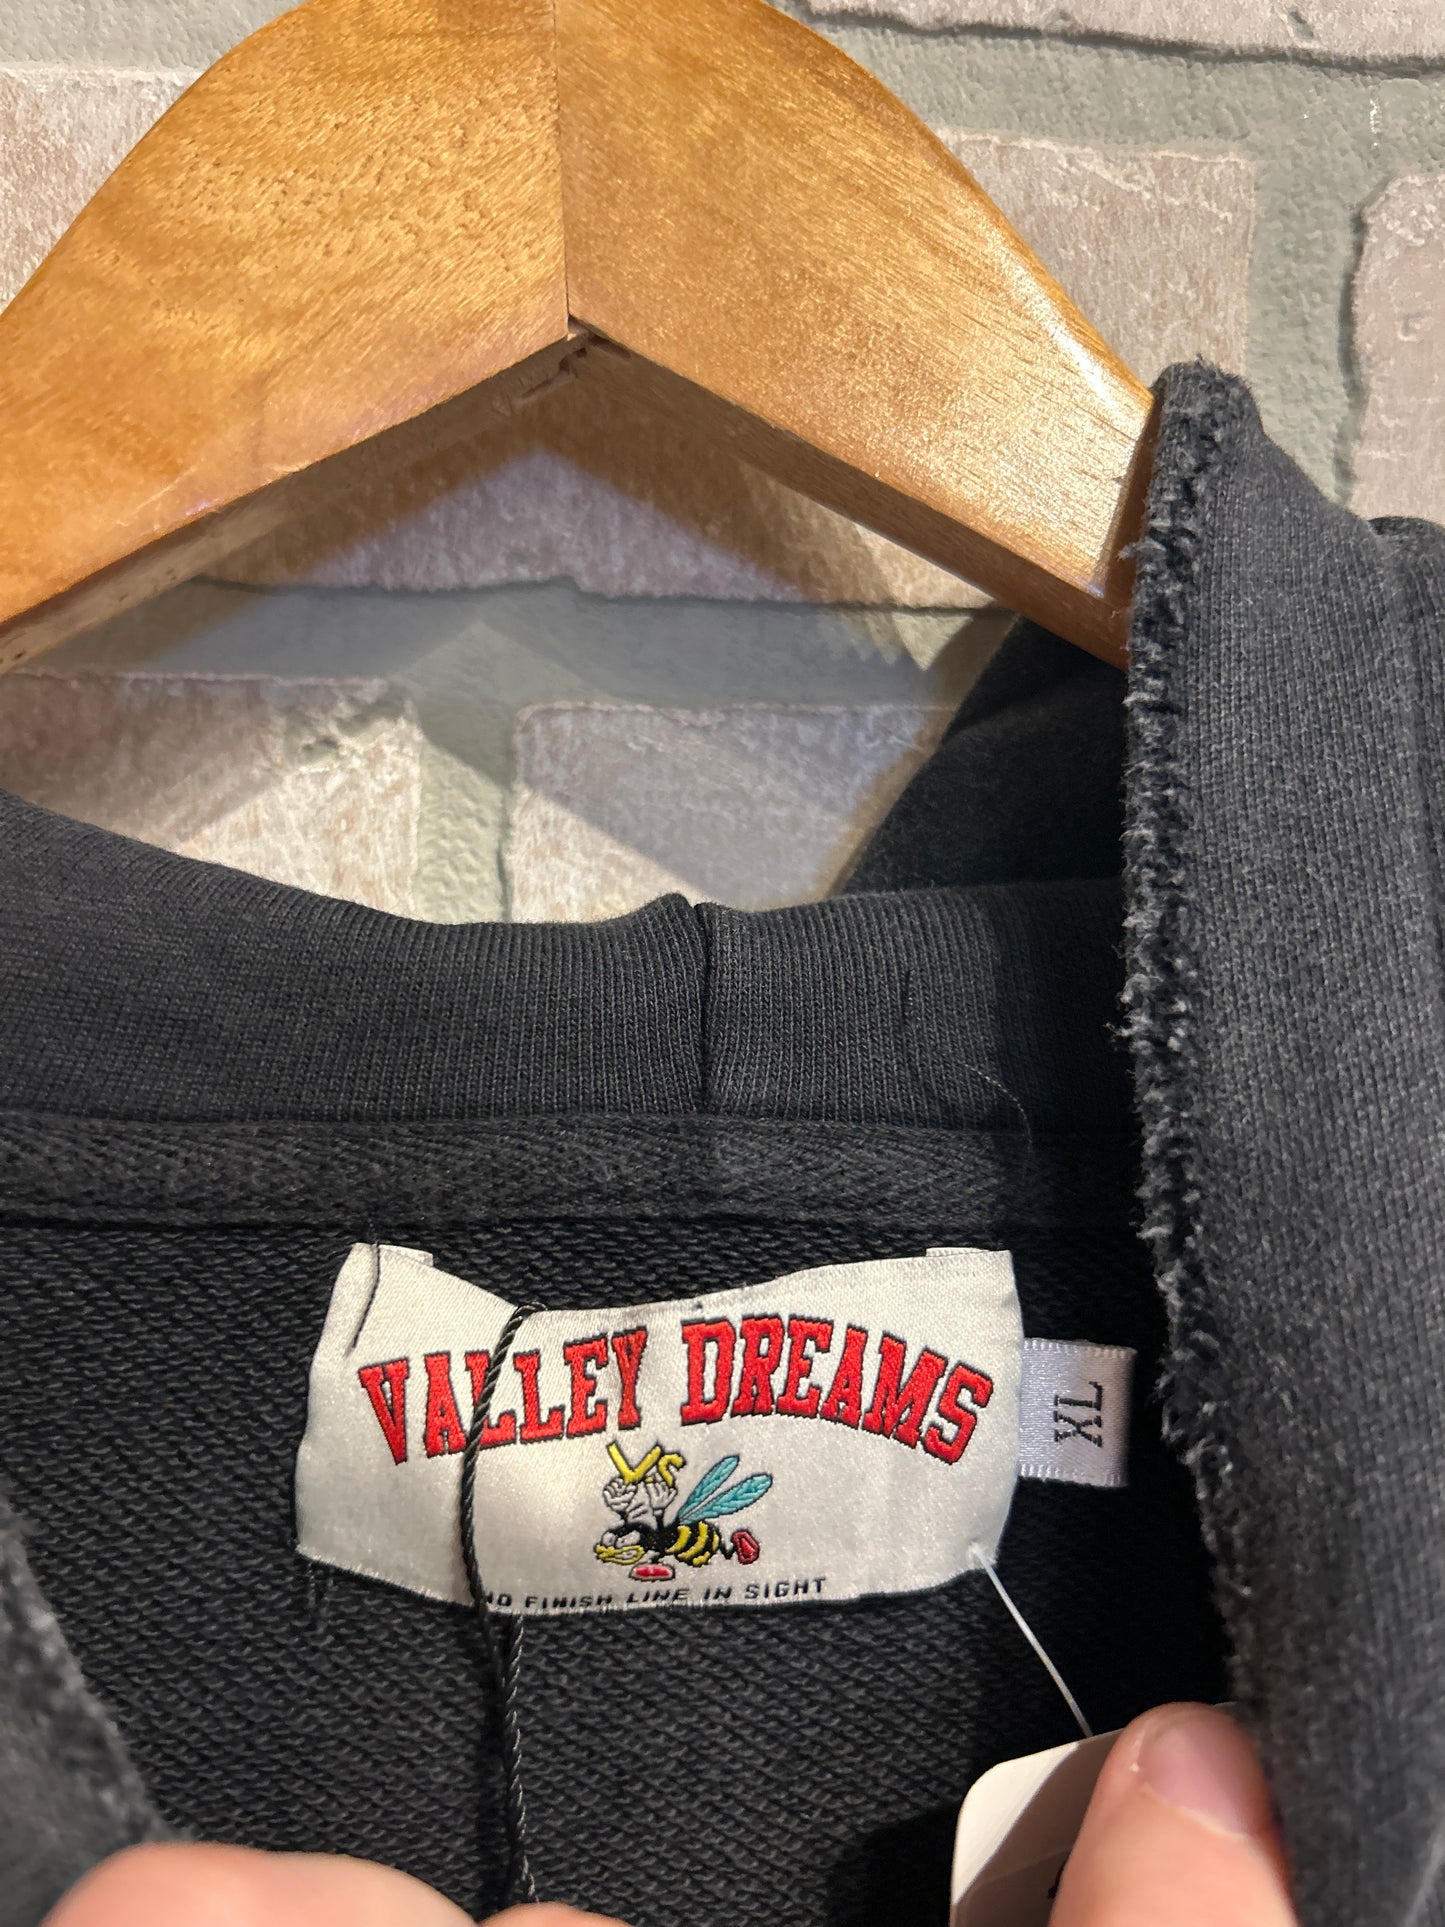 VALLEY DREAMS
XL
VS
NO FINISH LINE IN SIGHT